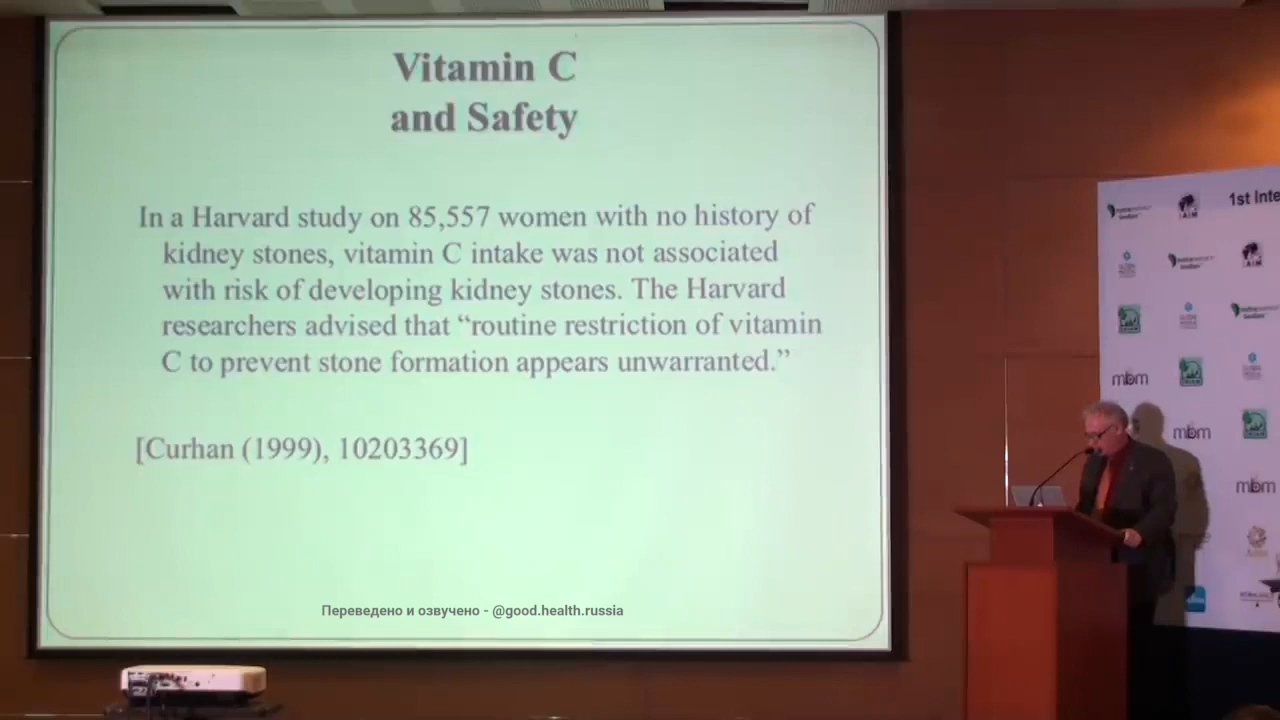 Vitamin C
and Safety
In a Harvard study on 85,557 women with no history of
kidney stones, vitamin C intake was not associated
with risk of developing kidney stones. The Harvard
researchers advised that “routine restriction of vitamin
C to prevent stone formation appears unwarranted.”
[Curhan (1999), 10203369]
Переведено и озвучено - @good.health.russia
1st Inte
mbm
mbm
mbm